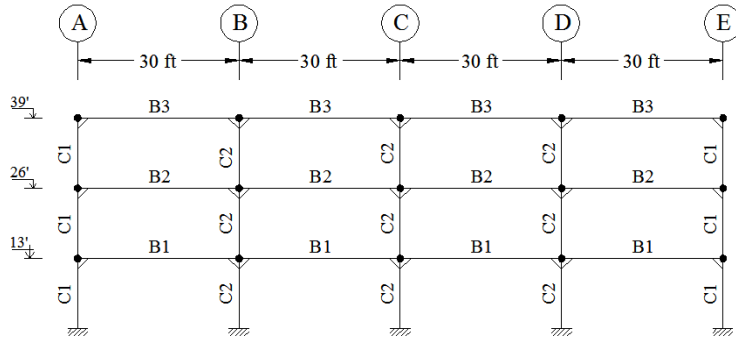 A B C D E
30 ft 30 ft 30 ft 30 ft
39' B3 B3 B3 B3
C1 C2 C2 C2 C1
26' B2 B2 B2 B2
C1 C2 C2 C2 C1
13' B1 B1 B1 B1
C1 C2 C2 C2 C1